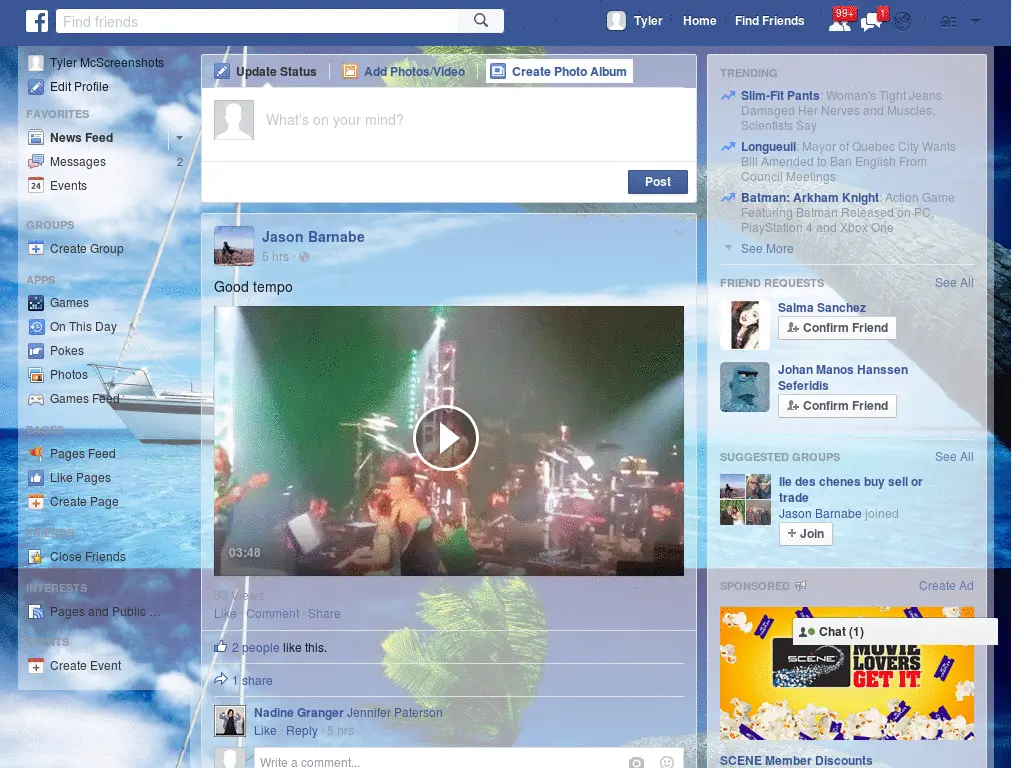 Find friends
Tyler
Home
Find Friends
99+
1
Tyler McScreenshots
Edit Profile
FAVORITES
News Feed
Messages 2
24 Events
GROUPS
Create Group
APPS
Games
On This Day
Pokes
Photos
Games Feed
PAGES
Pages Feed
Like Pages
Create Page
FRIENDS
Close Friends
INTERESTS
Pages and Public ...
EVENTS
Create Event
Update Status
Add Photos/Video
Create Photo Album
What's on your mind?
Post
Jason Barnabe
5 hrs ·
Good tempo
03:48
33 Views
Like · Comment · Share
2 people like this.
1 share
Nadine Granger Jennifer Paterson
Like · Reply · 5 hrs
Write a comment...
TRENDING
Slim-Fit Pants: Woman's Tight Jeans
Damaged Her Nerves and Muscles,
Scientists Say
Longueuil: Mayor of Quebec City Wants
Bill Amended to Ban English From
Council Meetings
Batman: Arkham Knight: Action Game
Featuring Batman Released on PC,
PlayStation 4 and Xbox One
See More
FRIEND REQUESTS See All
Salma Sanchez
Confirm Friend
Johan Manos Hanssen
Seferidis
Confirm Friend
SUGGESTED GROUPS See All
Ile des chenes buy sell or
trade
Jason Barnabe joined
+ Join
SPONSORED Create Ad
Chat (1)
SCENE
MOVIE
LOVERS
GET IT.
SCENE Member Discounts